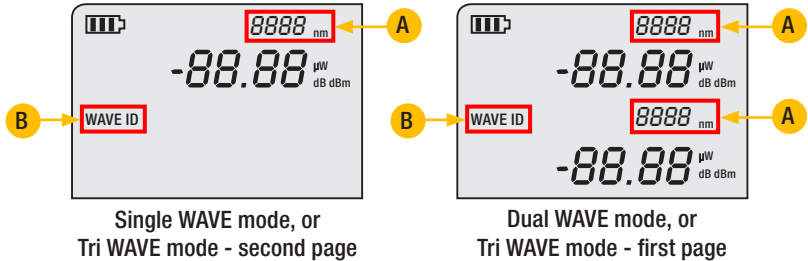 8888 nm
A
-88.88 µW
dB dBm
B
WAVE ID
Single WAVE mode, or
Tri WAVE mode - second page
8888 nm
A
-88.88 µW
dB dBm
B
WAVE ID
8888 nm
A
-88.88 µW
dB dBm
Dual WAVE mode, or
Tri WAVE mode - first page